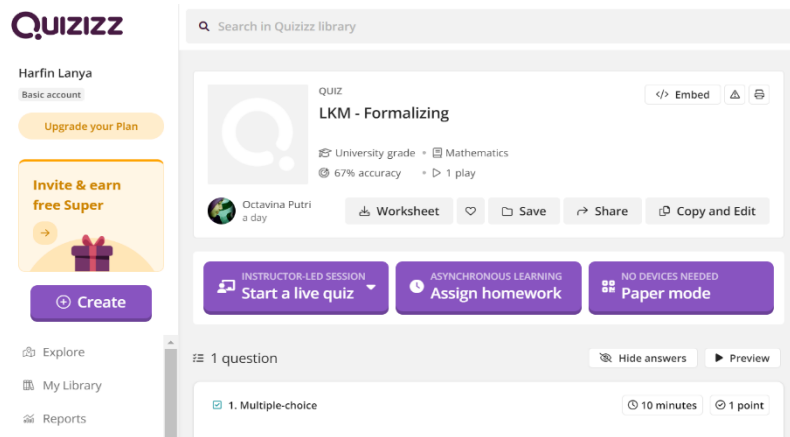 QUIZIZZ
Search in Quizizz library
Harfin Lanya
Basic account
Upgrade your Plan
Invite & earn
free Super
Create
Explore
My Library
Reports
QUIZ
LKM - Formalizing
</> Embed
University grade • Mathematics
67% accuracy • 1 play
Octavina Putri
a day
Worksheet
Save
Share
Copy and Edit
INSTRUCTOR-LED SESSION
Start a live quiz
ASYNCHRONOUS LEARNING
Assign homework
NO DEVICES NEEDED
Paper mode
1 question
Hide answers
Preview
1. Multiple-choice
10 minutes
1 point